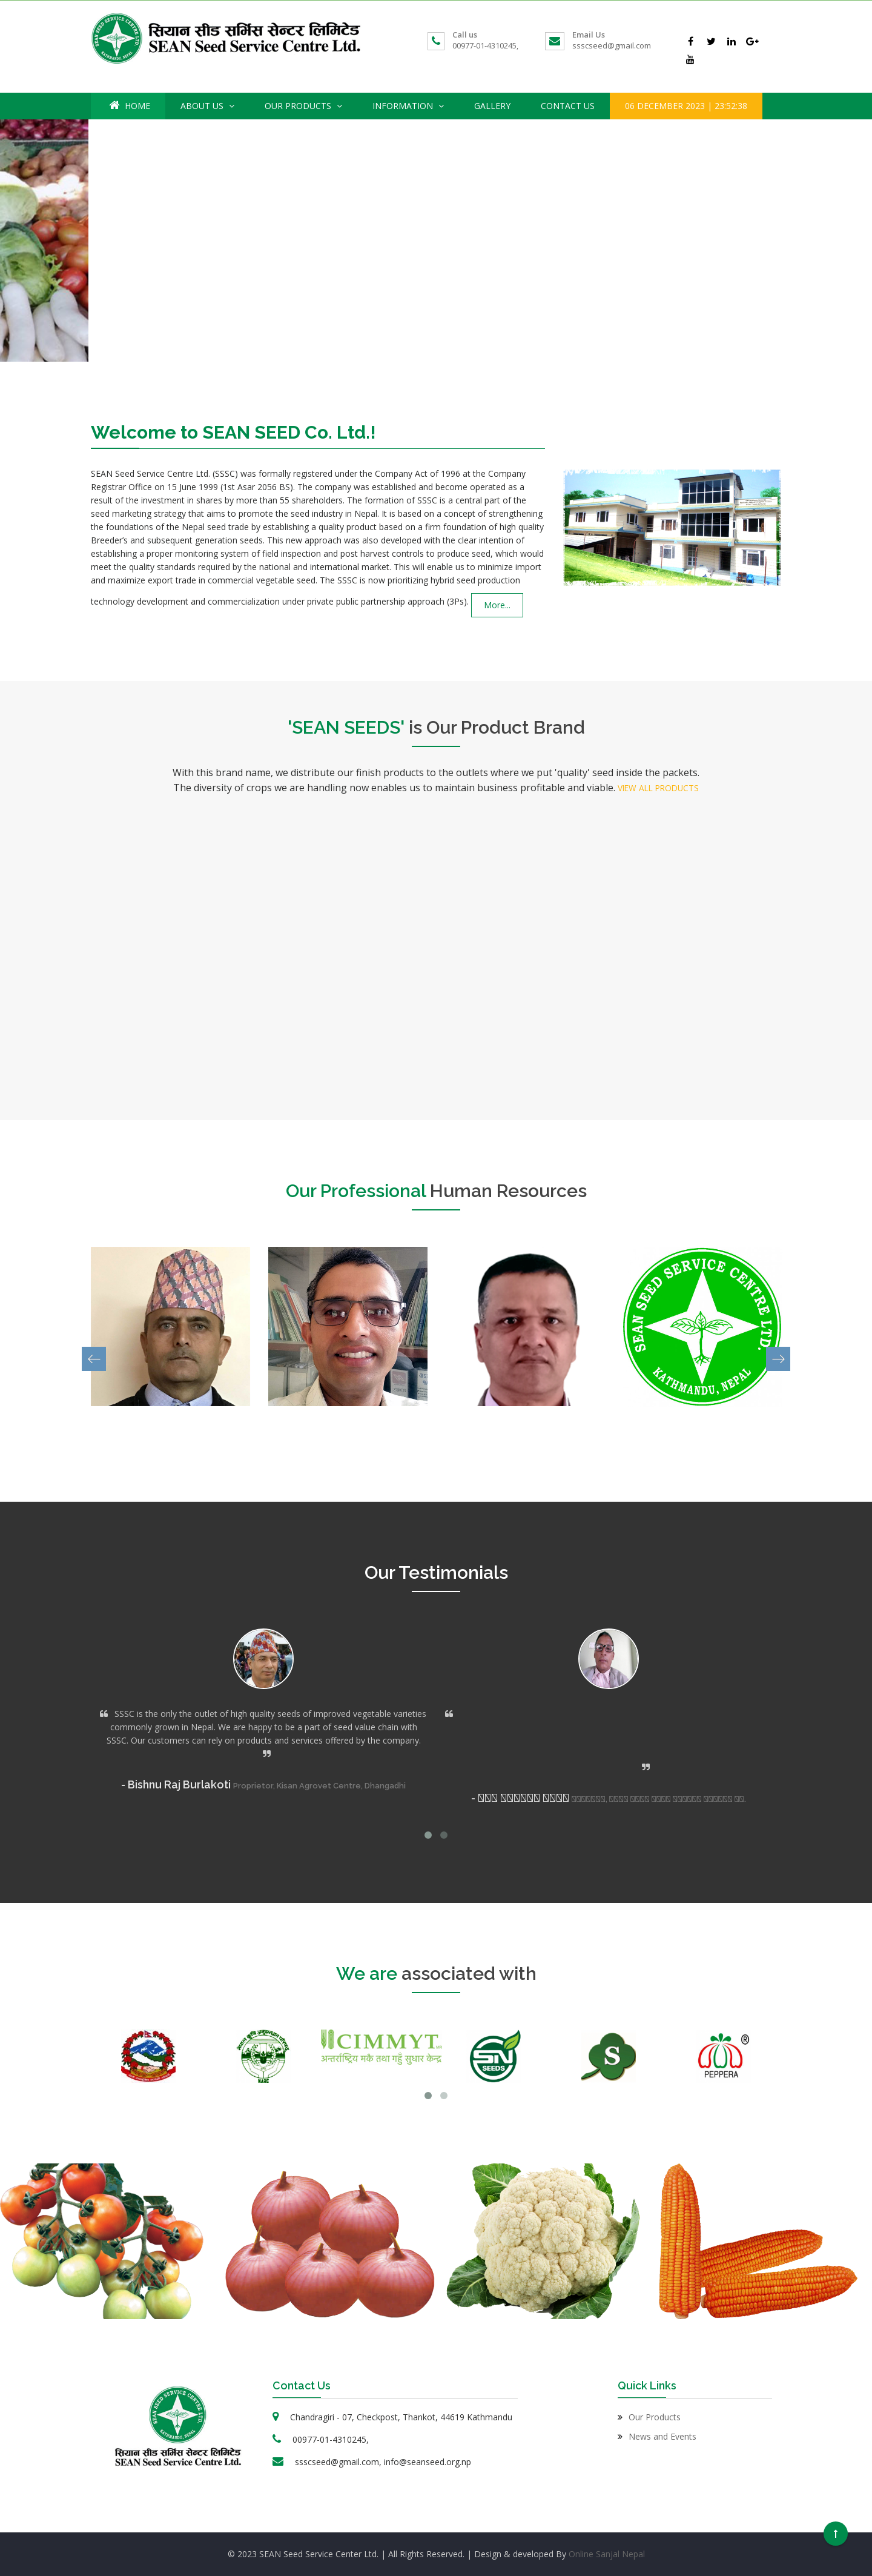 सियान सीड सर्भिस सेन्टर लिमिटेड
SEAN Seed Service Centre Ltd.
Call us
00977-01-4310245,
Email Us
ssscseed@gmail.com
HOME ABOUT US OUR PRODUCTS INFORMATION GALLERY CONTACT US 06 DECEMBER 2023 | 23:52:38
Welcome to SEAN SEED Co. Ltd.!
SEAN Seed Service Centre Ltd. (SSSC) was formally registered under the Company Act of 1996 at the Company
Registrar Office on 15 June 1999 (1st Asar 2056 BS). The company was established and become operated as a
result of the investment in shares by more than 55 shareholders. The formation of SSSC is a central part of the
seed marketing strategy that aims to promote the seed industry in Nepal. It is based on a concept of strengthening
the foundations of the Nepal seed trade by establishing a quality product based on a firm foundation of high quality
Breeder’s and subsequent generation seeds. This new approach was also developed with the clear intention of
establishing a proper monitoring system of field inspection and post harvest controls to produce seed, which would
meet the quality standards required by the national and international market. This will enable us to minimize import
and maximize export trade in commercial vegetable seed. The SSSC is now prioritizing hybrid seed production
technology development and commercialization under private public partnership approach (3Ps). More...
'SEAN SEEDS' is Our Product Brand
With this brand name, we distribute our finish products to the outlets where we put 'quality' seed inside the packets.
The diversity of crops we are handling now enables us to maintain business profitable and viable. VIEW ALL PRODUCTS
Our Professional Human Resources
SEAN SEED SERVICE CENTRE LTD.
KATHMANDU, NEPAL
Our Testimonials
SSSC is the only the outlet of high quality seeds of improved vegetable varieties
commonly grown in Nepal. We are happy to be a part of seed value chain with
SSSC. Our customers can rely on products and services offered by the company.
- Bishnu Raj Burlakoti Proprietor, Kisan Agrovet Centre, Dhangadhi
We are associated with
NARC
CIMMYT
अन्तर्राष्ट्रिय मकै तथा गहुँ सुधार केन्द्र
SN
SEEDS
S
PEPPERA
®
SEAN SEED SERVICE CENTRE LTD.
KATHMANDU, NEPAL
सियान सीड सर्भिस सेन्टर लिमिटेड
SEAN Seed Service Centre Ltd.
Contact Us
Chandragiri - 07, Checkpost, Thankot, 44619 Kathmandu
00977-01-4310245,
ssscseed@gmail.com, info@seanseed.org.np
Quick Links
Our Products
News and Events
© 2023 SEAN Seed Service Center Ltd. | All Rights Reserved. | Design & developed By Online Sanjal Nepal